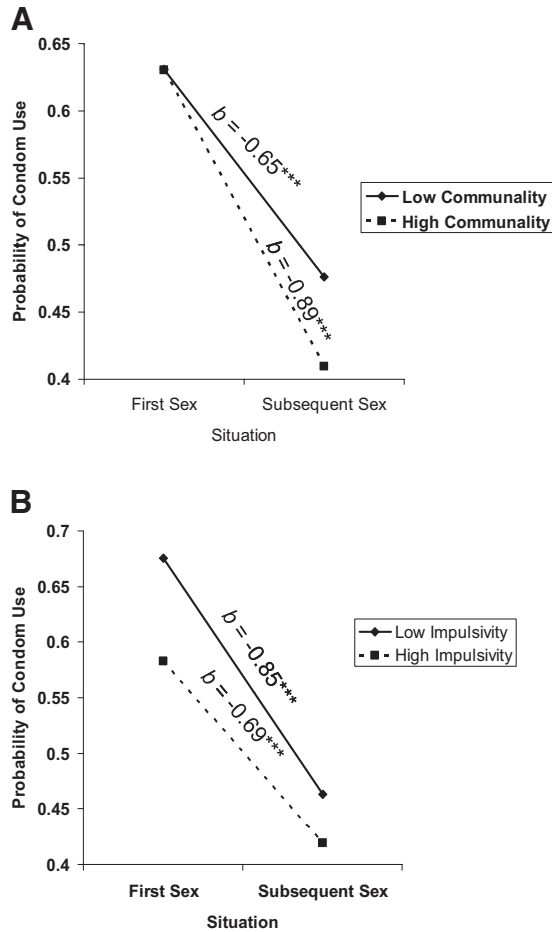 A
0.65
0.6
0.55
0.5
0.45
0.4
Probability of Condom Use
b = -0.65***
b = -0.89***
Low Communality
High Communality
First Sex
Subsequent Sex
Situation
B
0.7
0.65
0.6
0.55
0.5
0.45
0.4
Probability of Condom Use
b = -0.85***
b = -0.69***
Low Impulsivity
High Impulsivity
First Sex
Subsequent Sex
Situation